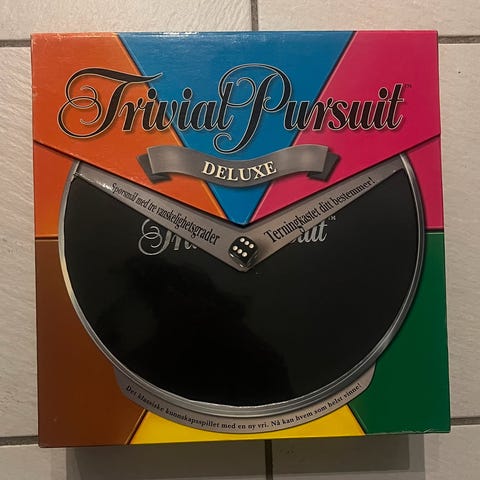 Trivial Pursuit™
DELUXE
Spørsmål med tre vanskelighetsgrader
Terningkastet ditt bestemmer!
Det klassiske kunnskapsspillet med en ny vri. Nå kan hvem som helst vinne!